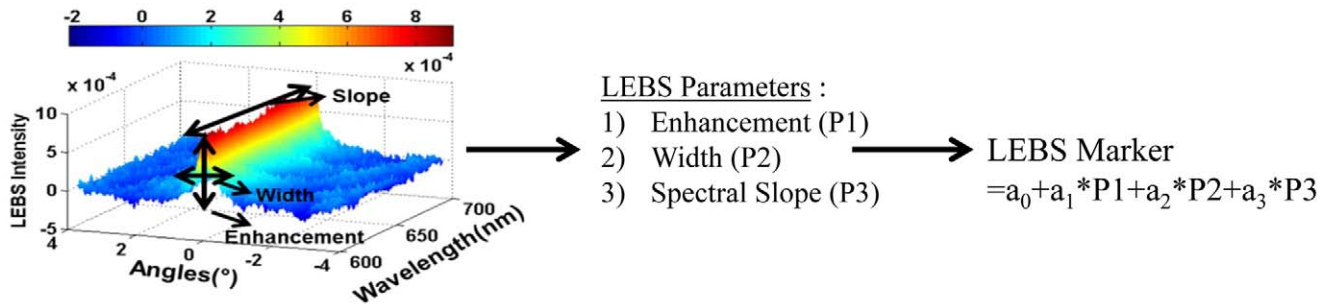 -2 0 2 4 6 8
x 10⁻⁴
x 10⁻⁴
10
5
0
-5
LEBS Intensity
Slope
Width
Enhancement
4 2 0 -2 -4
Angles(°)
600 650 700
Wavelength(nm)
LEBS Parameters :
1) Enhancement (P1)
2) Width (P2)
3) Spectral Slope (P3)
LEBS Marker
=a₀+a₁*P1+a₂*P2+a₃*P3